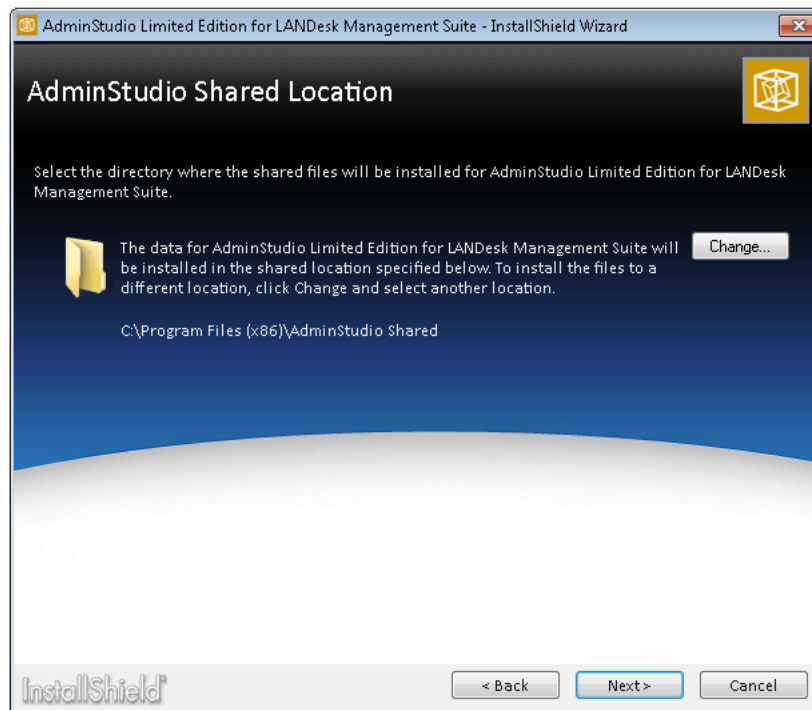 AdminStudio Limited Edition for LANDesk Management Suite - InstallShield Wizard
AdminStudio Shared Location
Select the directory where the shared files will be installed for AdminStudio Limited Edition for LANDesk
Management Suite.
The data for AdminStudio Limited Edition for LANDesk Management Suite will
be installed in the shared location specified below. To install the files to a
different location, click Change and select another location.
Change...
C:\Program Files (x86)\AdminStudio Shared
InstallShield
< Back
Next >
Cancel